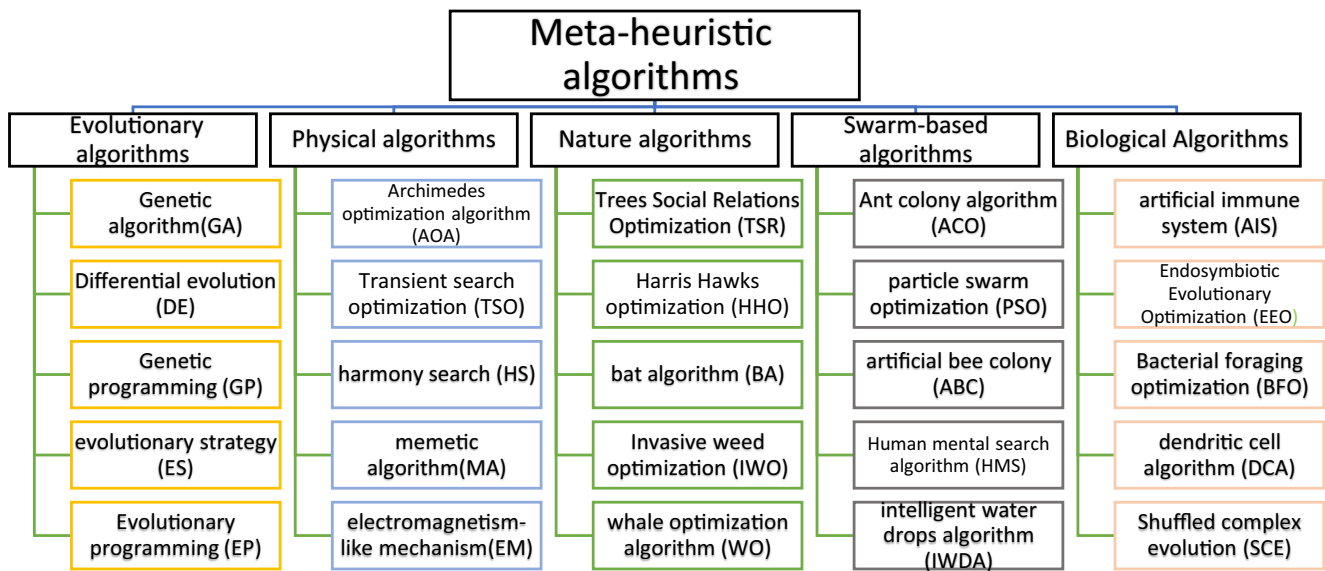 Meta-heuristic
algorithms
Evolutionary
algorithms
Genetic
algorithm(GA)
Differential evolution
(DE)
Genetic
programming (GP)
evolutionary strategy
(ES)
Evolutionary
programming (EP)
Physical algorithms
Archimedes
optimization algorithm
(AOA)
Transient search
optimization (TSO)
harmony search (HS)
memetic
algorithm(MA)
electromagnetism-
like mechanism(EM)
Nature algorithms
Trees Social Relations
Optimization (TSR)
Harris Hawks
optimization (HHO)
bat algorithm (BA)
Invasive weed
optimization (IWO)
whale optimization
algorithm (WO)
Swarm-based
algorithms
Ant colony algorithm
(ACO)
particle swarm
optimization (PSO)
artificial bee colony
(ABC)
Human mental search
algorithm (HMS)
intelligent water
drops algorithm
(IWDA)
Biological Algorithms
artificial immune
system (AIS)
Endosymbiotic
Evolutionary
Optimization (EEO)
Bacterial foraging
optimization (BFO)
dendritic cell
algorithm (DCA)
Shuffled complex
evolution (SCE)